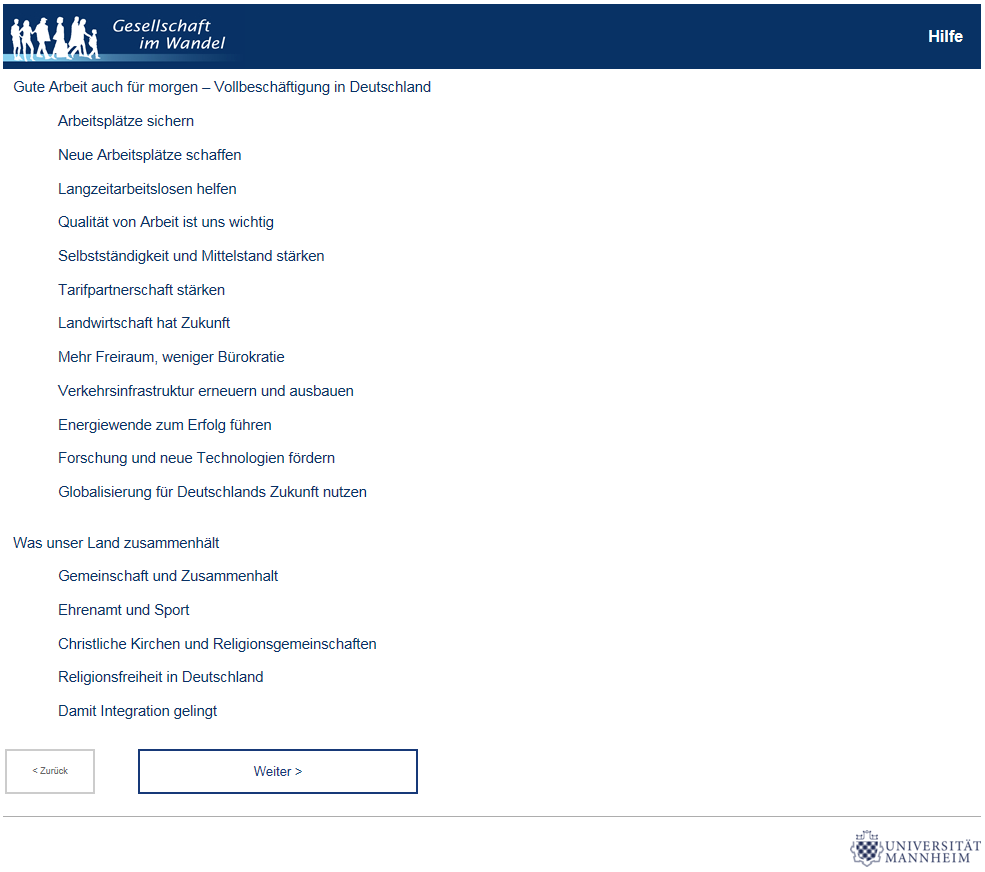 Gesellschaft
im Wandel
Hilfe
Gute Arbeit auch für morgen – Vollbeschäftigung in Deutschland
Arbeitsplätze sichern
Neue Arbeitsplätze schaffen
Langzeitarbeitslosen helfen
Qualität von Arbeit ist uns wichtig
Selbstständigkeit und Mittelstand stärken
Tarifpartnerschaft stärken
Landwirtschaft hat Zukunft
Mehr Freiraum, weniger Bürokratie
Verkehrsinfrastruktur erneuern und ausbauen
Energiewende zum Erfolg führen
Forschung und neue Technologien fördern
Globalisierung für Deutschlands Zukunft nutzen
Was unser Land zusammenhält
Gemeinschaft und Zusammenhalt
Ehrenamt und Sport
Christliche Kirchen und Religionsgemeinschaften
Religionsfreiheit in Deutschland
Damit Integration gelingt
< Zurück
Weiter >
UNIVERSITÄT
MANNHEIM